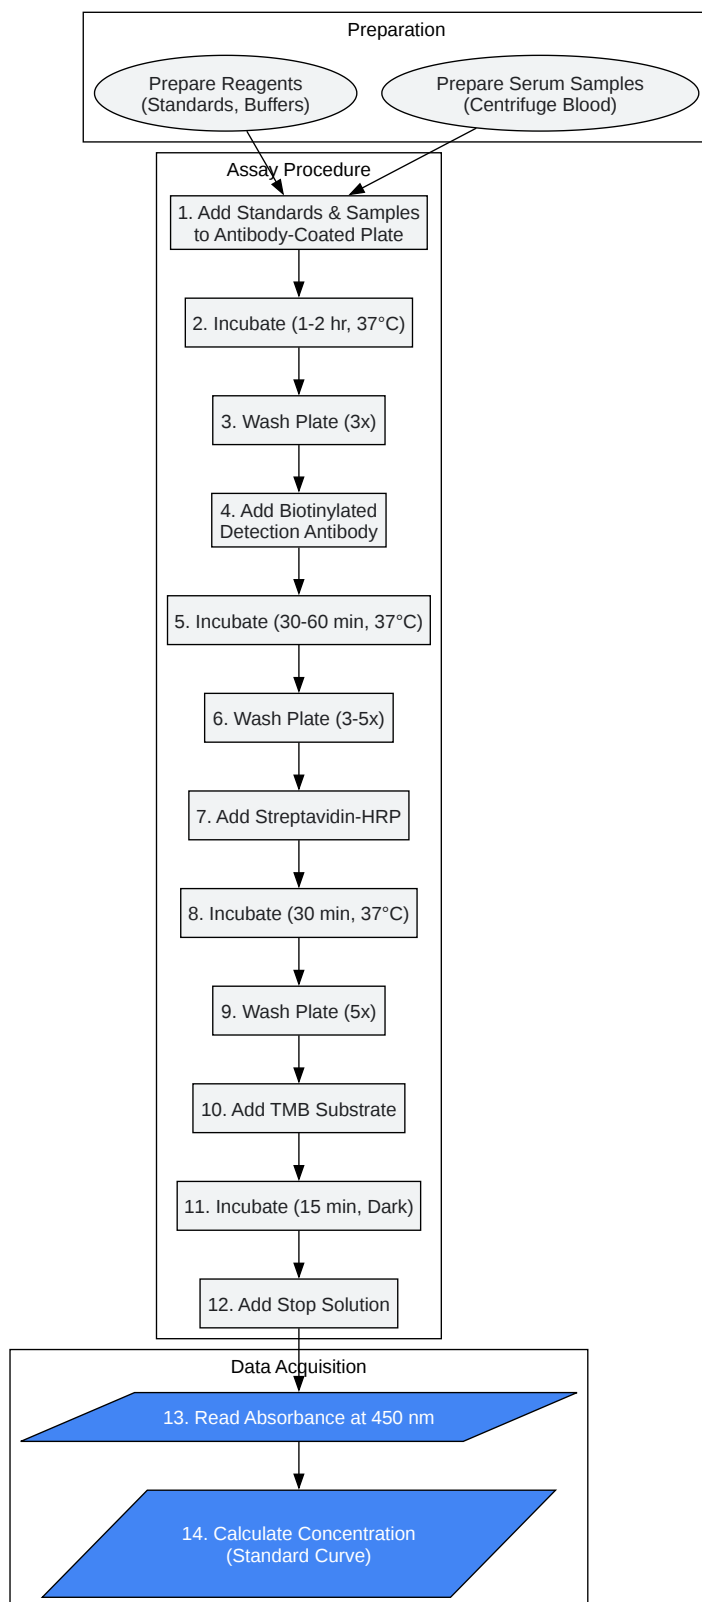 Preparation
Prepare Reagents
(Standards, Buffers)
Prepare Serum Samples
(Centrifuge Blood)
Assay Procedure
1. Add Standards & Samples
to Antibody-Coated Plate
2. Incubate (1-2 hr, 37°C)
3. Wash Plate (3x)
4. Add Biotinylated
Detection Antibody
5. Incubate (30-60 min, 37°C)
6. Wash Plate (3-5x)
7. Add Streptavidin-HRP
8. Incubate (30 min, 37°C)
9. Wash Plate (5x)
10. Add TMB Substrate
11. Incubate (15 min, Dark)
12. Add Stop Solution
Data Acquisition
13. Read Absorbance at 450 nm
14. Calculate Concentration
(Standard Curve)